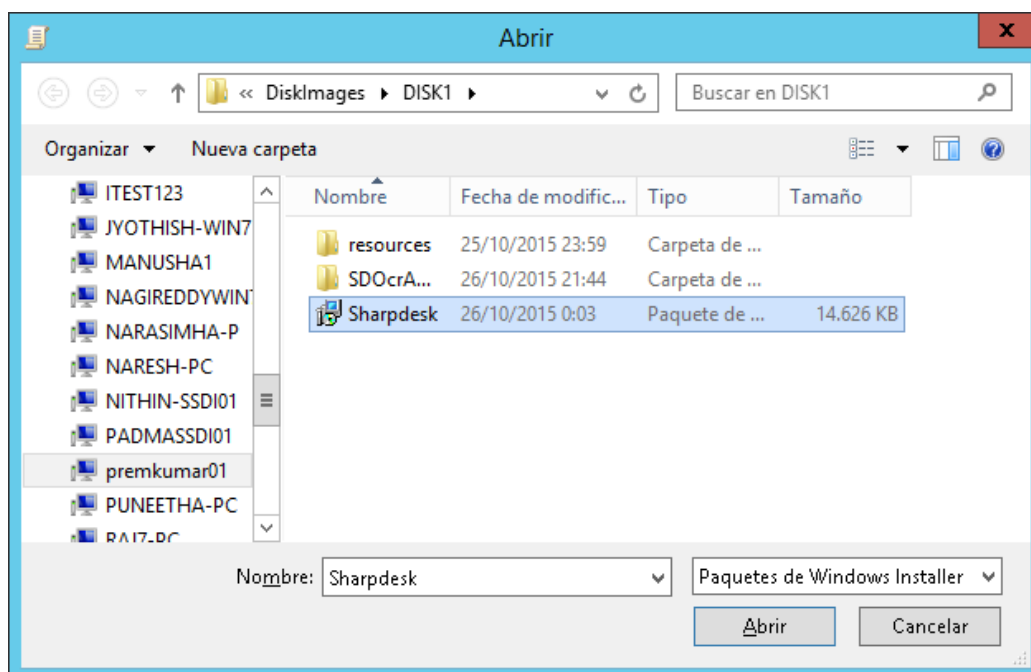 Abrir
x
« DiskImages DISK1
Buscar en DISK1
Organizar Nueva carpeta
ITEST123
JYOTHISH-WIN7
MANUSHA1
NAGIREDDYWIN
NARASIMHA-P
NARESH-PC
NITHIN-SSDI01
PADMASSDI01
premkumar01
PUNEETHA-PC
RAJ7-PC
Nombre Fecha de modific... Tipo Tamaño
resources 25/10/2015 23:59 Carpeta de ...
SDOcrA... 26/10/2015 21:44 Carpeta de ...
Sharpdesk 26/10/2015 0:03 Paquete de ... 14.626 KB
Nombre: Sharpdesk Paquetes de Windows Installer
Abrir Cancelar